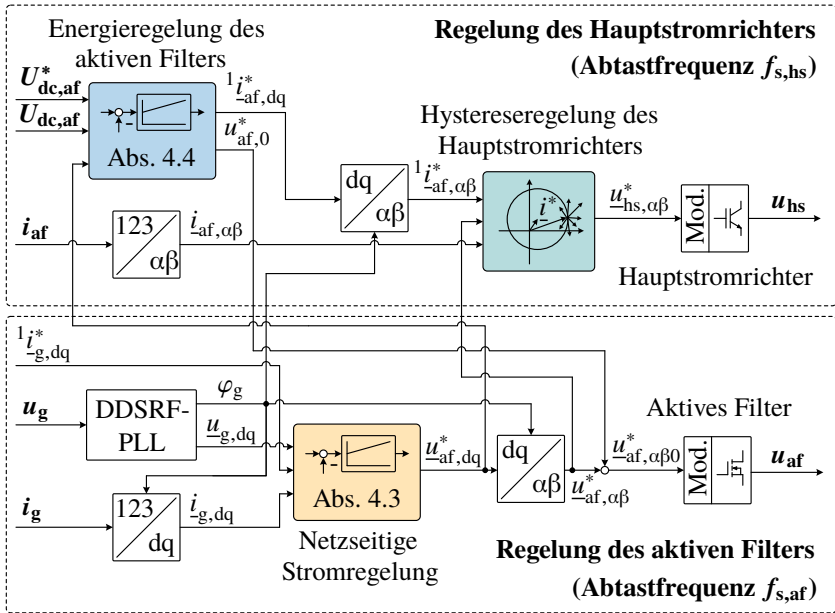 Energieregelung des
aktiven Filters
Regelung des Hauptstromrichters
(Abtastfrequenz f_s,hs)
U*_dc,af
U_dc,af
-
Abs. 4.4
¹i*_af,dq
u*_af,0
Hystereseregelung des
Hauptstromrichters
dq
αβ
¹i*_af,αβ
i*
u*_hs,αβ
Mod.
u_hs
Hauptstromrichter
i_af
123
αβ
i_af,αβ
¹i*_g,dq
u_g
DDSRF-
PLL
φ_g
u_g,dq
-
Abs. 4.3
u*_af,dq
dq
αβ
u*_af,αβ
Aktives Filter
u*_af,αβ0
Mod.
u_af
i_g
123
dq
i_g,dq
Netzseitige
Stromregelung
Regelung des aktiven Filters
(Abtastfrequenz f_s,af)